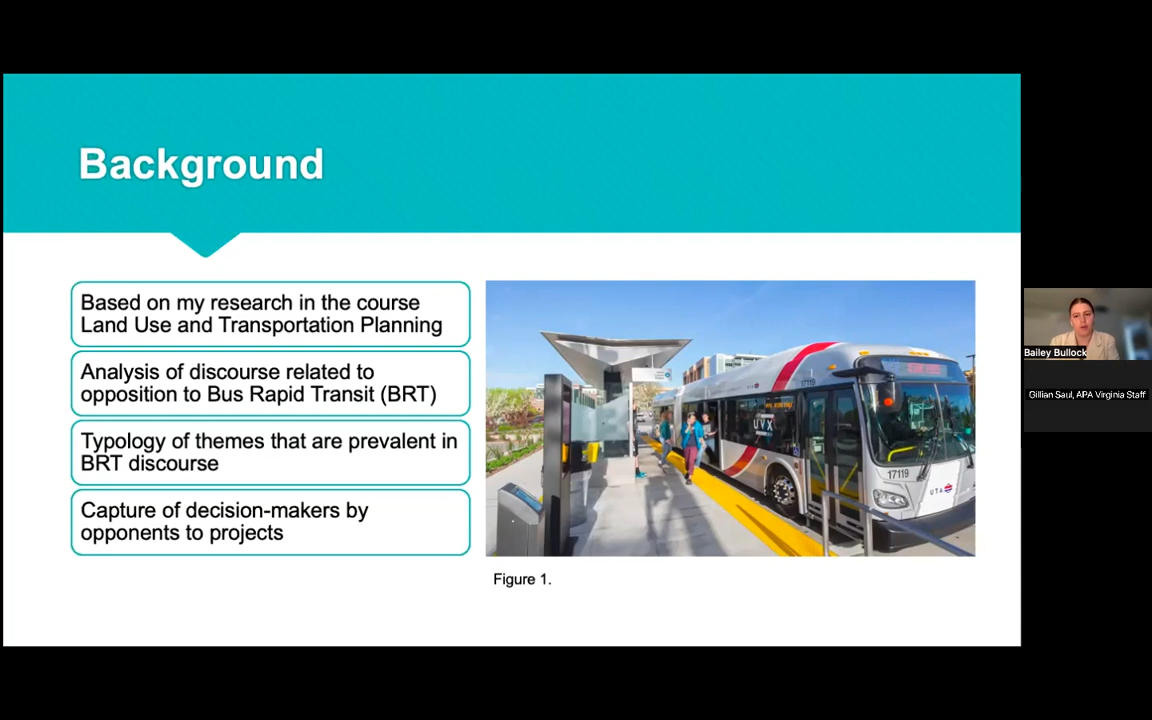 Background
Based on my research in the course
Land Use and Transportation Planning
Analysis of discourse related to
opposition to Bus Rapid Transit (BRT)
Typology of themes that are prevalent in
BRT discourse
Capture of decision-makers by
opponents to projects
17119
UVX
17119
UTA
Figure 1.
Bailey Bullock
Gillian Saul, APA Virginia Staff